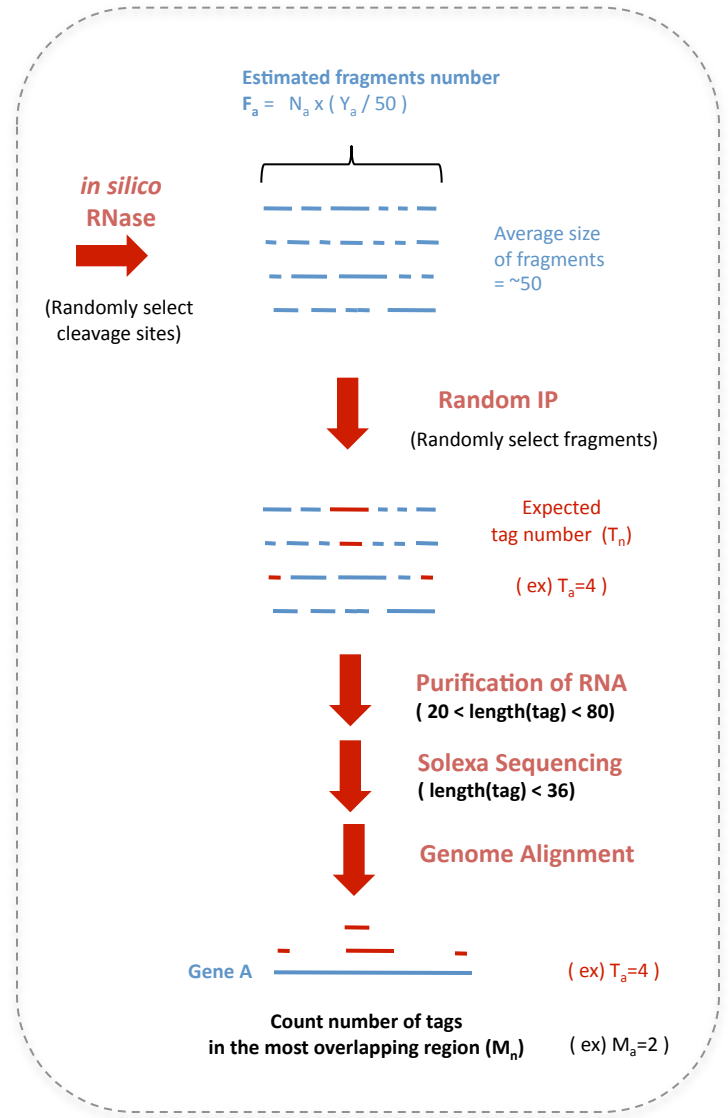 Estimated fragments number
Fₐ = Nₐ x ( Yₐ / 50 )
in silico
RNase
(Randomly select
cleavage sites)
Average size
of fragments
= ~50
Random IP
(Randomly select fragments)
Expected
tag number (Tₙ)
( ex) Tₐ=4 )
Purification of RNA
( 20 < length(tag) < 80)
Solexa Sequencing
( length(tag) < 36)
Genome Alignment
Gene A
( ex) Tₐ=4 )
Count number of tags
in the most overlapping region (Mₙ)
( ex) Mₐ=2 )